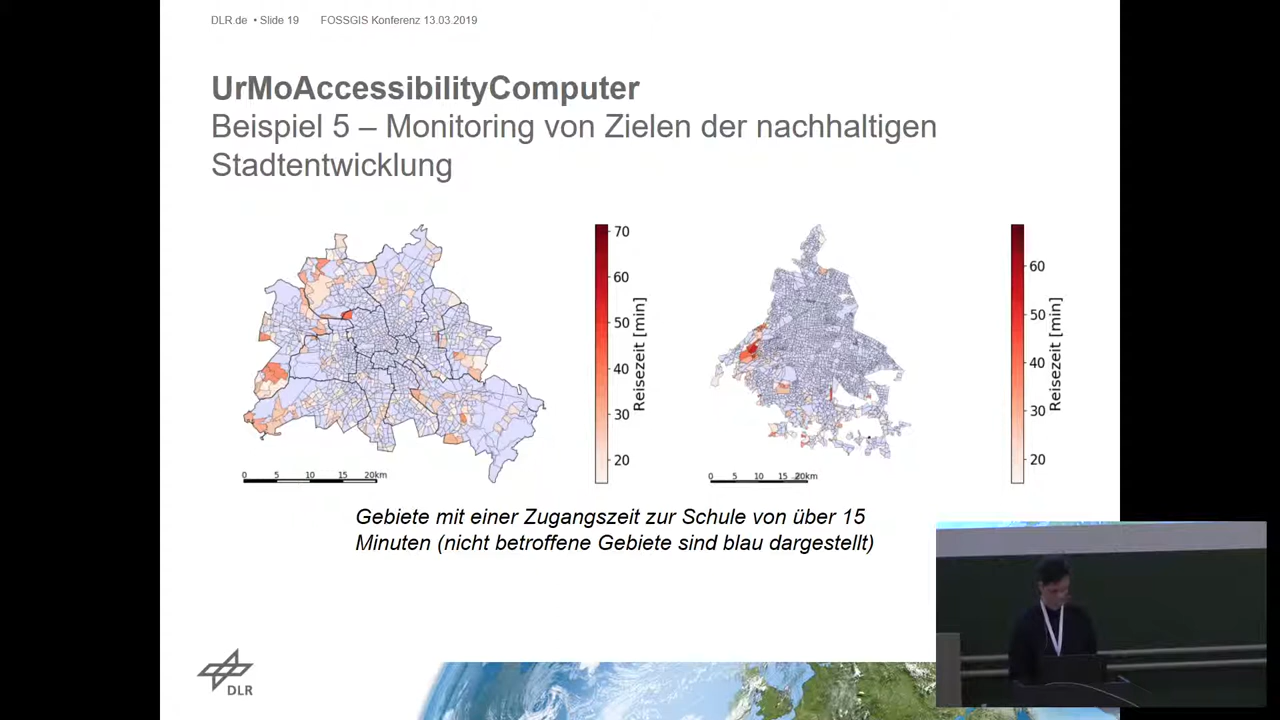 DLR.de • Slide 19 FOSSGIS Konferenz 13.03.2019
UrMoAccessibilityComputer
Beispiel 5 – Monitoring von Zielen der nachhaltigen
Stadtentwicklung
70
60
50
40
30
20
Reisezeit [min]
0 5 10 15 20km
60
50
40
30
20
Reisezeit [min]
0 5 10 15 20km
Gebiete mit einer Zugangszeit zur Schule von über 15
Minuten (nicht betroffene Gebiete sind blau dargestellt)
DLR